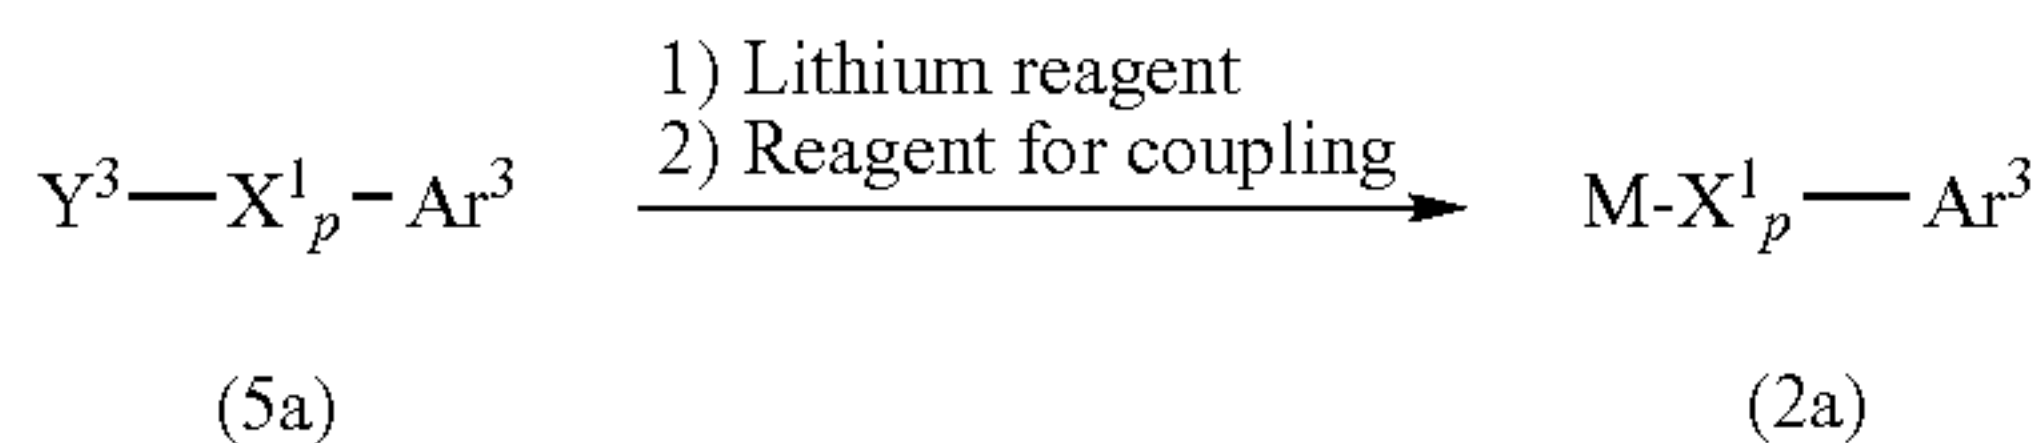 1) Lithium reagent
2) Reagent for coupling
Y³—X¹ₚ–Ar³
M-X¹ₚ—Ar³
(5a)
(2a)